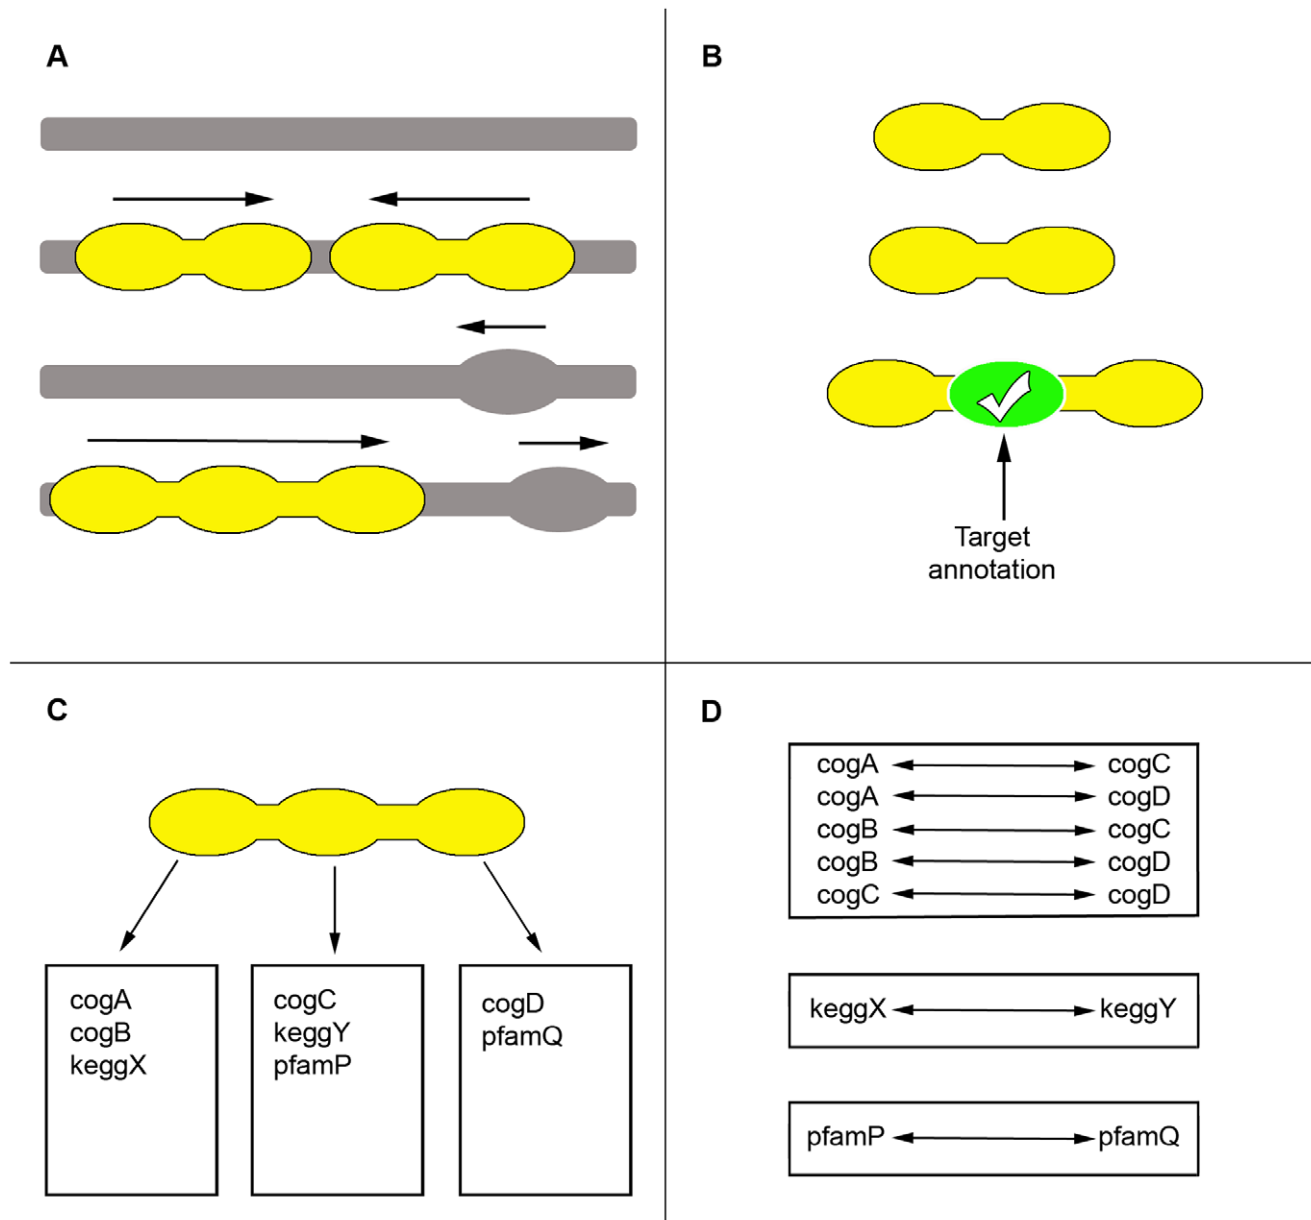 A
B
Target
annotation
C
cogA
cogB
keggX
cogC
keggY
pfamP
cogD
pfamQ
D
cogA cogC
cogA cogD
cogB cogC
cogB cogD
cogC cogD
keggX keggY
pfamP pfamQ